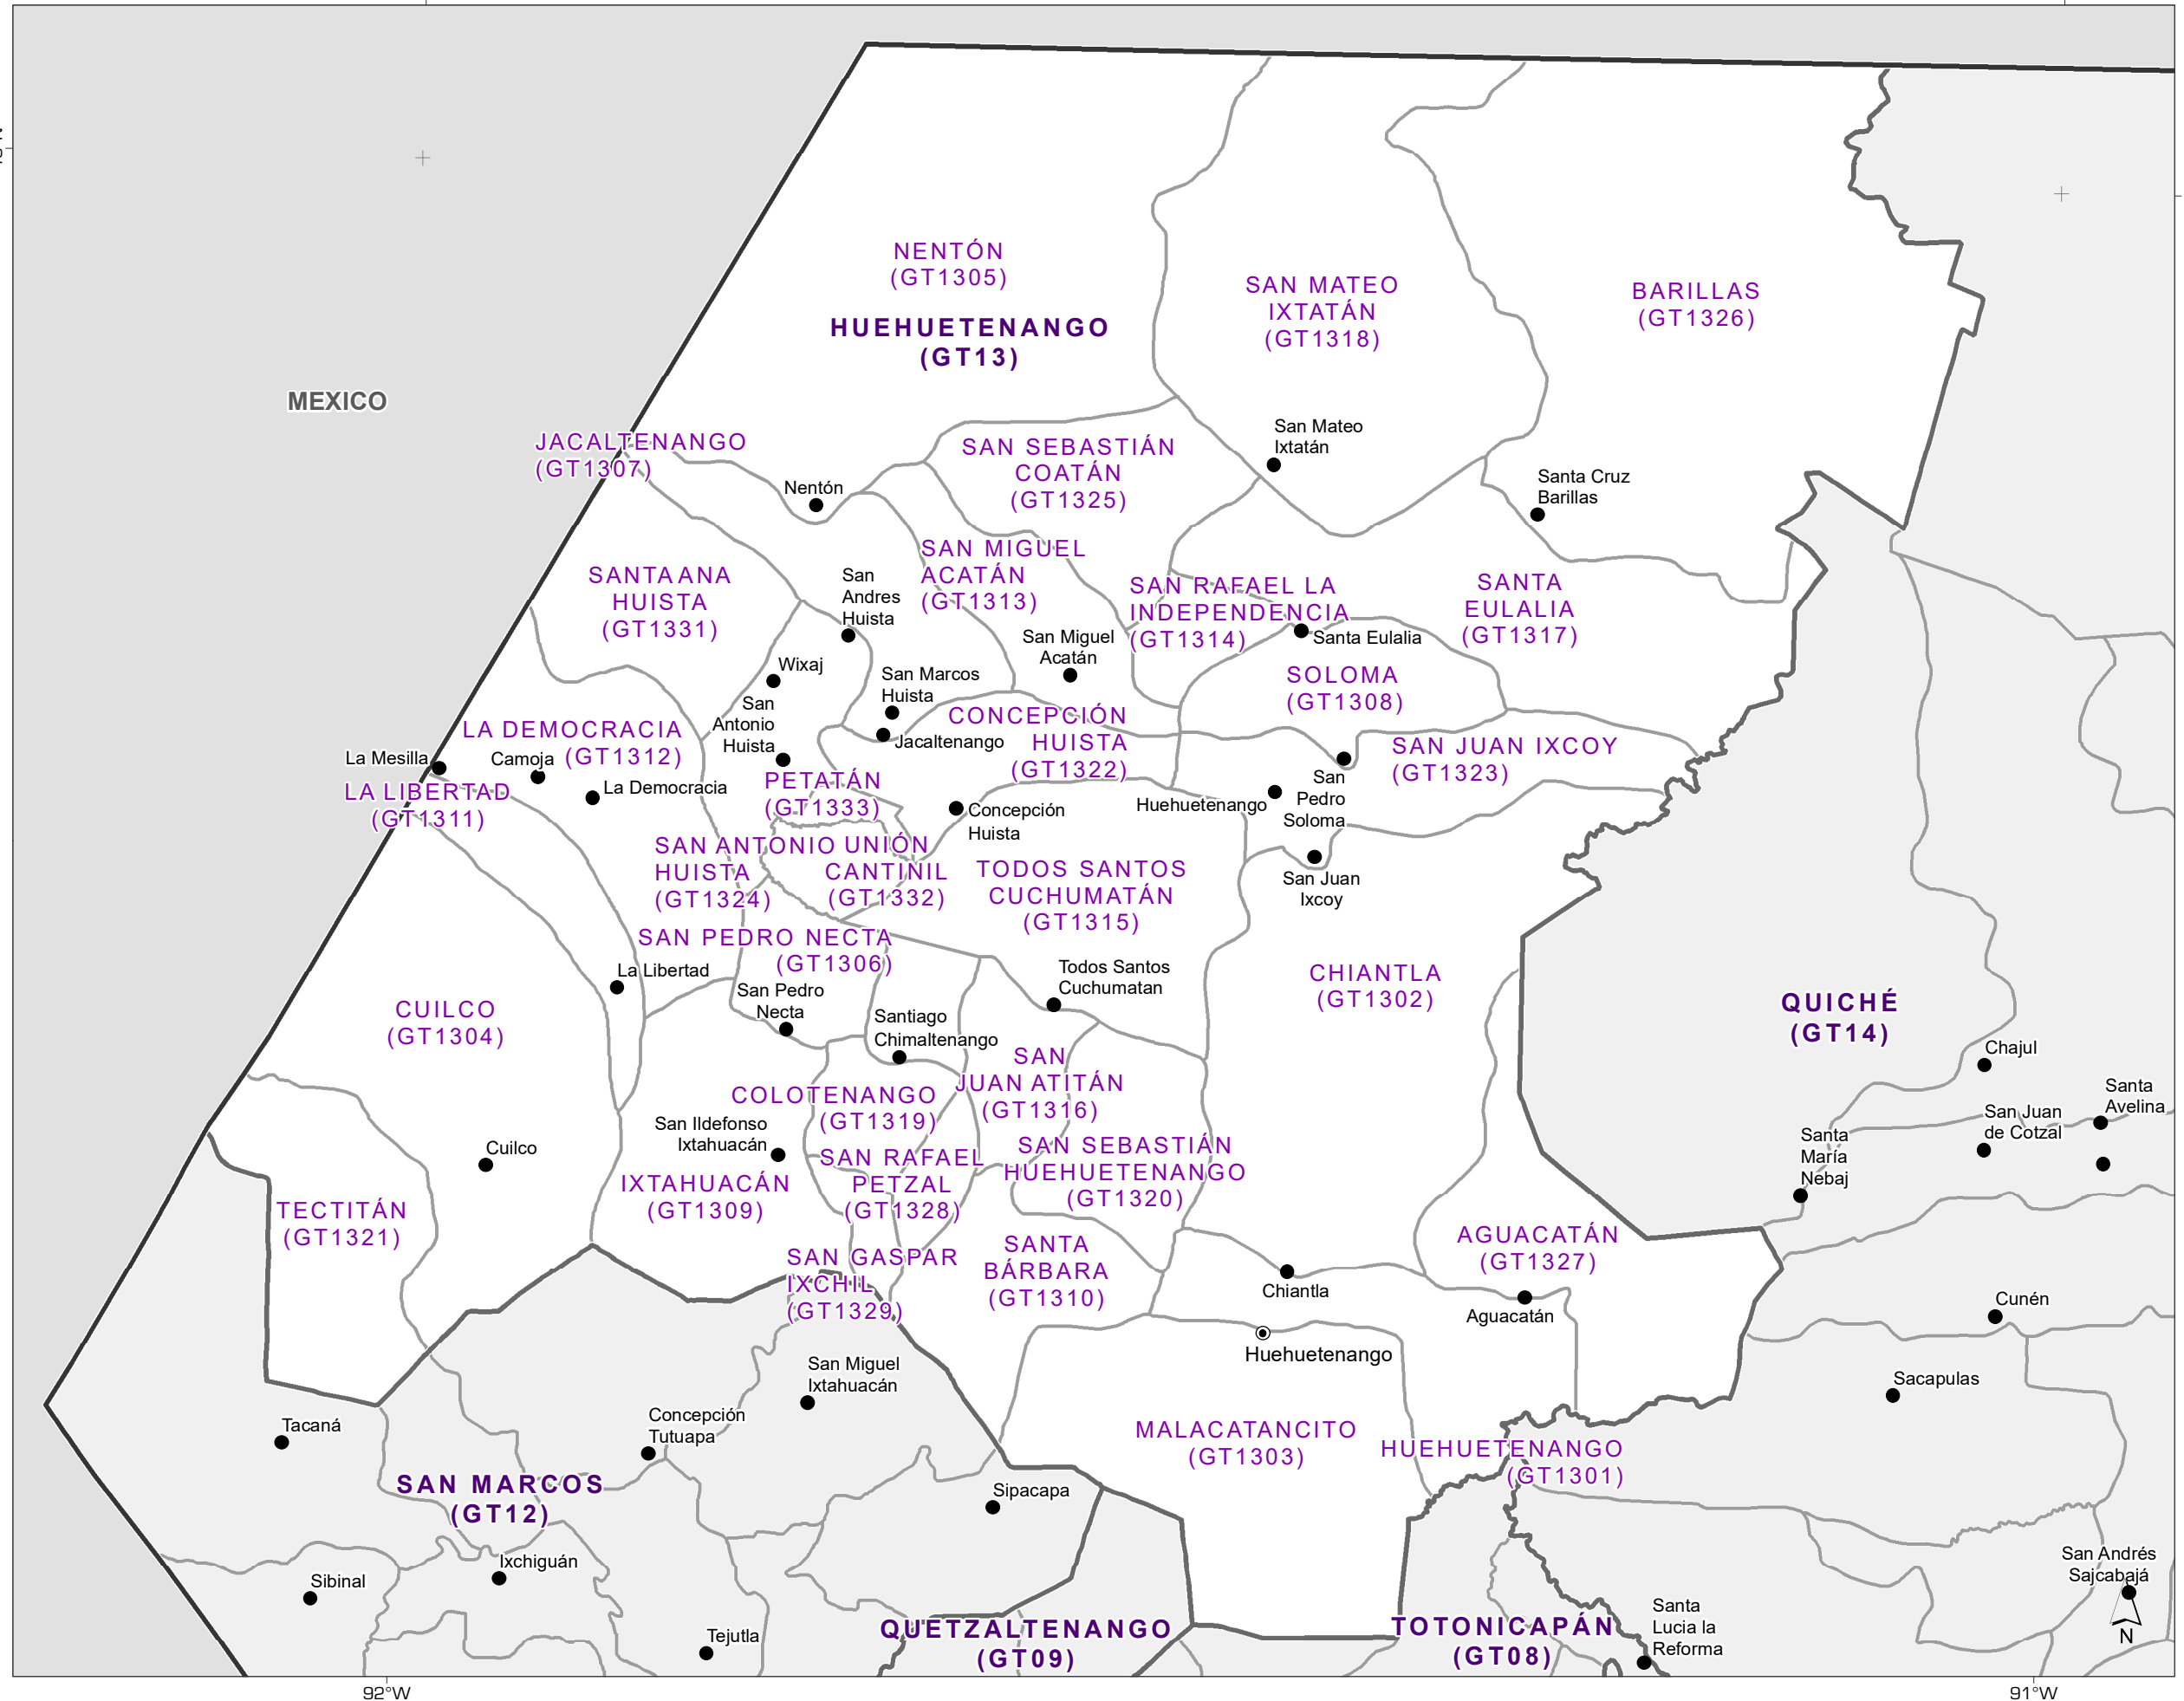 NENTÓN
(GT1305)
HUEHUETENANGO
(GT13)
SAN MATEO
IXTATÁN
(GT1318)
BARILLAS
(GT1326)
MEXICO
JACALTENANGO
(GT1307)
SAN SEBASTIÁN
COATÁN
(GT1325)
San Mateo
Ixtatán
Santa Cruz
Barillas
Nentón
SANTA ANA
HUISTA
(GT1331)
San
Andres
Huista
SAN MIGUEL
ACATÁN
(GT1313)
SAN RAFAEL LA
INDEPENDENCIA
(GT1314)
SANTA
EULALIA
(GT1317)
San Miguel
Acatán
Santa Eulalia
Wixaj
San Marcos
Huista
SOLOMA
(GT1308)
San
Antonio
Huista
LA DEMOCRACIA
(GT1312)
CONCEPCIÓN
HUISTA
(GT1322)
Jacaltenango
SAN JUAN IXCOY
(GT1323)
La Mesilla
Camoja
La Democracia
LA LIBERTAD
(GT1311)
PETATÁN
(GT1333)
Concepción
Huista
Huehuetenango
San
Pedro
Soloma
SAN ANTONIO
HUISTA
(GT1324)
UNIÓN
CANTINIL
(GT1332)
TODOS SANTOS
CUCHUMATÁN
(GT1315)
San Juan
Ixcoy
SAN PEDRO NECTA
(GT1306)
La Libertad
San Pedro
Necta
Todos Santos
Cuchumatan
CHIANTLA
(GT1302)
QUICHÉ
(GT14)
CUILCO
(GT1304)
Santiago
Chimaltenango
SAN
JUAN ATITÁN
(GT1316)
Chajul
COLOTENANGO
(GT1319)
San Ildefonso
Ixtahuacán
Santa
Avelina
San Juan
de Cotzal
Santa
María
Nebaj
Cuilco
SAN RAFAEL
PETZAL
(GT1328)
SAN SEBASTIÁN
HUEHUETENANGO
(GT1320)
IXTAHUACÁN
(GT1309)
TECTITÁN
(GT1321)
SAN GASPAR
IXCHIL
(GT1329)
SANTA
BÁRBARA
(GT1310)
AGUACATÁN
(GT1327)
Chiantla
Aguacatán
Cunén
Huehuetenango
San Miguel
Ixtahuacán
Sacapulas
Tacaná
Concepción
Tutuapa
MALACATANCITO
(GT1303)
HUEHUETENANGO
(GT1301)
SAN MARCOS
(GT12)
Sipacapa
Ixchiguán
Sibinal
San Andrés
Sajcabajá
Tejutla
QUETZALTENANGO
(GT09)
TOTONICAPÁN
(GT08)
Santa
Lucia la
Reforma
N
92°W
91°W